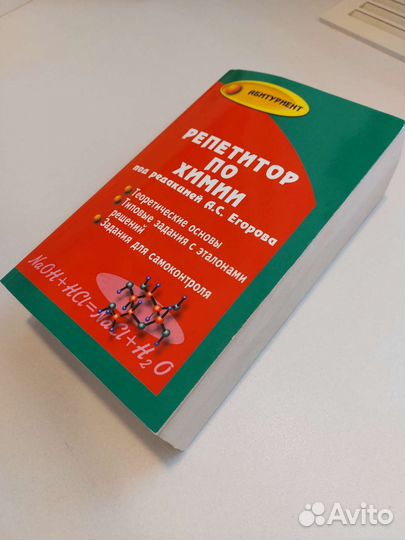 АБИТУРИЕНТ
РЕПЕТИТОР
ПО
ХИМИИ
под редакцией А.С. Егорова
Теоретические основы
Типовые задания с эталонами
решений
Задания для самоконтроля
NaOH+HCl=NaCl+H₂O
Avito